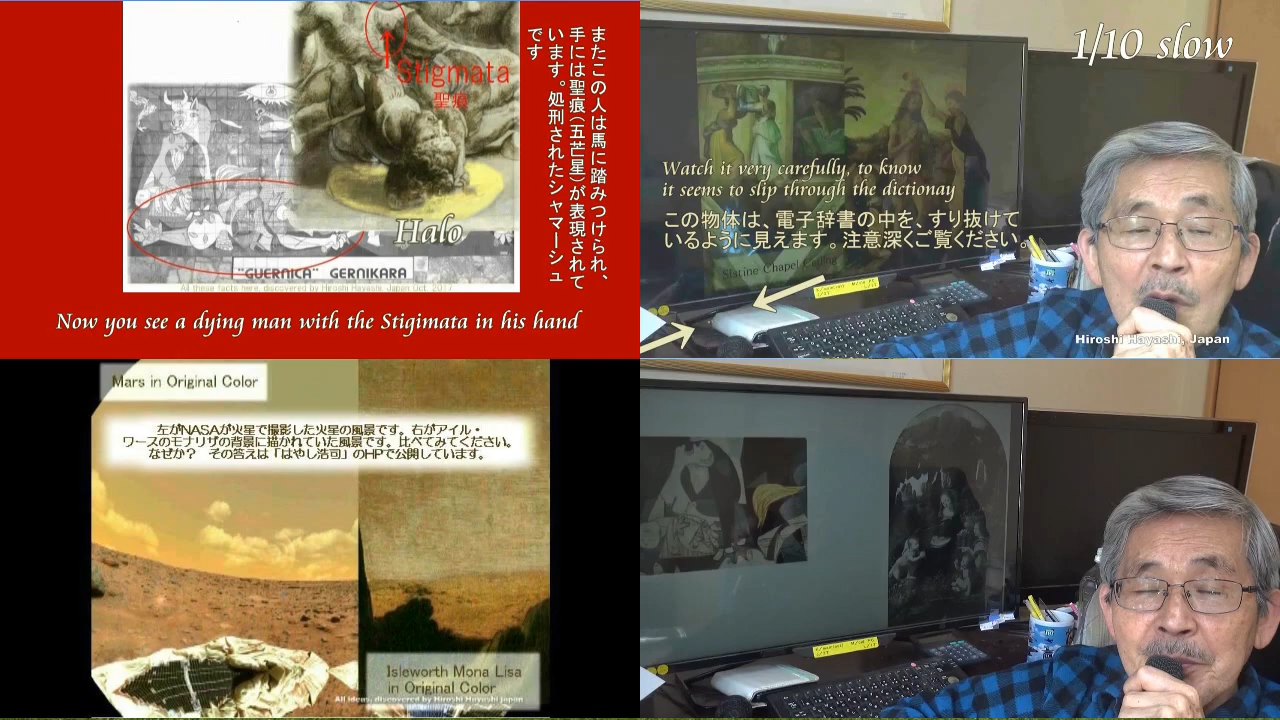 Stigmata
聖痕
Halo
"GUERNICA" GERNIKARA
All these facts here, discovered by Hiroshi Hayashi, Japan Oct. 2017
またこの人は馬に踏みつけられ、
手には聖痕(五芒星)が表現されて
います。処刑されたシャマーシュ
です
Now you see a dying man with the Stigimata in his hand
1/10 slow
Watch it very carefully, to know
it seems to slip through the dictionay
この物体は、電子辞書の中を、すり抜けて
いるように見えます。注意深くご覧ください。
Sistine Chapel Ceiling
Hiroshi Hayashi, Japan
Mars in Original Color
左がNASAが火星で撮影した火星の風景です。右がアイル・
ワースのモナリザの背景に描かれていた風景です。比べてみてください。
なぜか? その答えは「はやし浩司」のHPで公開しています。
Isleworth Mona Lisa
in Original Color
All ideas, discovered by Hiroshi Hayashi Japan